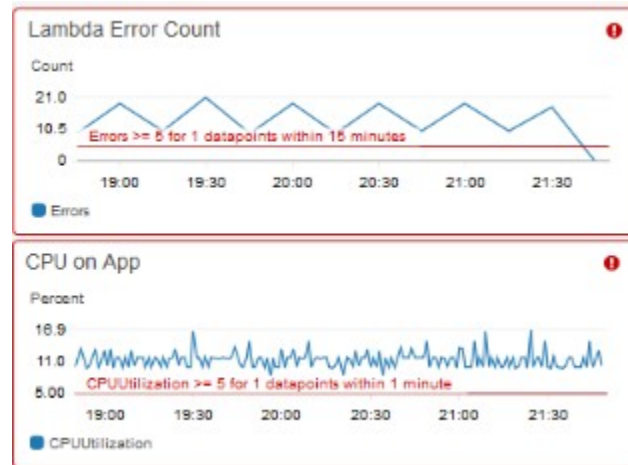 Lambda Error Count
Count
21.0
10.5
Errors >= 5 for 1 datapoints within 15 minutes
0
19:00 19:30 20:00 20:30 21:00 21:30
Errors
CPU on App
Percent
16.9
11.0
CPUUtilization >= 5 for 1 datapoints within 1 minute
5.00
19:00 19:30 20:00 20:30 21:00 21:30
CPUUtilization